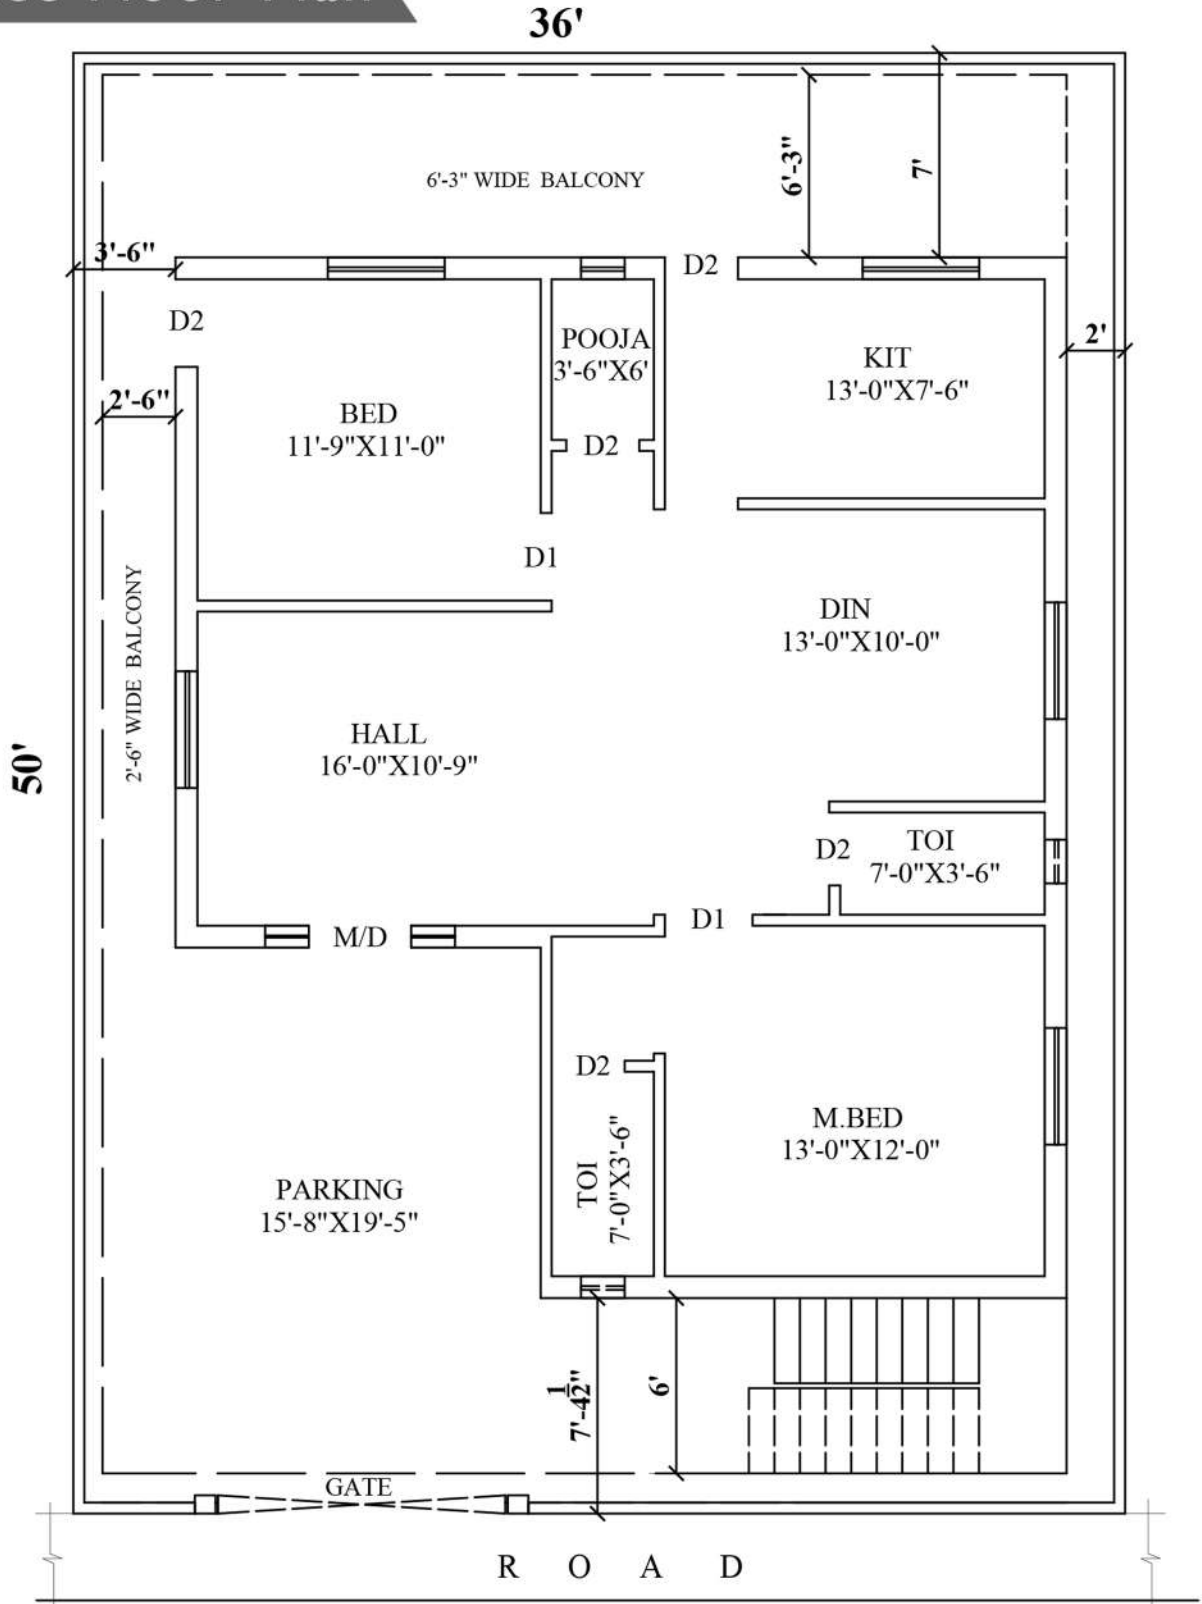 36'
6'-3" WIDE BALCONY
6'-3"
7'
3'-6"
D2
D2
2'
POOJA
3'-6"X6'
KIT
13'-0"X7'-6"
2'-6"
BED
11'-9"X11'-0"
D2
D1
DIN
13'-0"X10'-0"
2'-6" WIDE BALCONY
50'
HALL
16'-0"X10'-9"
TOI
7'-0"X3'-6"
D2
D1
M/D
D2
M.BED
13'-0"X12'-0"
TOI
7'-0"X3'-6"
PARKING
15'-8"X19'-5"
7'-4 1/2"
6'
GATE
R O A D